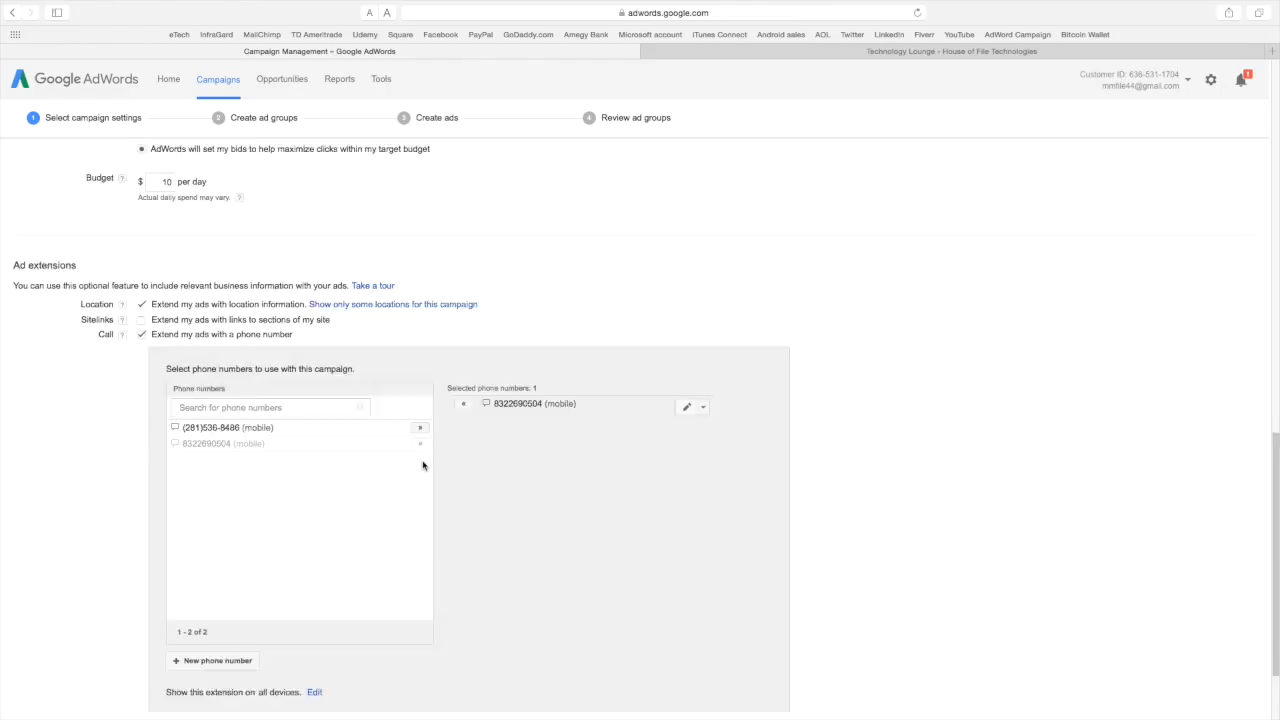 A A adwords.google.com
eTech InfraGard MailChimp TD Ameritrade Udemy Square Facebook PayPal GoDaddy.com Amegy Bank Microsoft account iTunes Connect Android sales AOL Twitter LinkedIn Fiverr YouTube AdWord Campaign Bitcoin Wallet
Campaign Management – Google AdWords Technology Lounge - House of File Technologies +
Google AdWords Home Campaigns Opportunities Reports Tools Customer ID: 636-531-1704 !
mmfile44@gmail.com
1 Select campaign settings 2 Create ad groups 3 Create ads 4 Review ad groups
AdWords will set my bids to help maximize clicks within my target budget
Budget ? $ 10 per day
Actual daily spend may vary. ?
Ad extensions
You can use this optional feature to include relevant business information with your ads. Take a tour
Location ? Extend my ads with location information. Show only some locations for this campaign
Sitelinks ? Extend my ads with links to sections of my site
Call ? Extend my ads with a phone number
Select phone numbers to use with this campaign.
Phone numbers Selected phone numbers: 1
Search for phone numbers « 8322690504 (mobile)
(281)536-8486 (mobile) »
8322690504 (mobile) »
1 - 2 of 2
+ New phone number
Show this extension on all devices. Edit